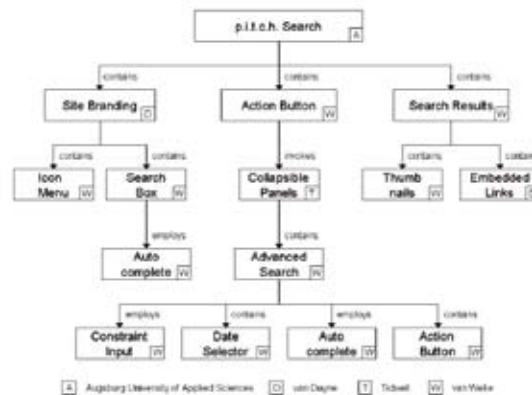 p.i.t.c.h. Search
A
contains
contains
contains
Site Branding
D
Action Button
W
Search Results
W
contains
contains
invokes
contains
contains
Icon
Menu
W
Search
Box
W
Collapsible
Panels
T
Thumb
nails
W
Embedded
Links
employs
contains
Auto
complete
W
Advanced
Search
W
employs
contains
employs
contains
Constraint
Input
W
Date
Selector
W
Auto
complete
W
Action
Button
W
A Augsburg University of Applied Sciences D van Duyne T Tidwell W van Welie